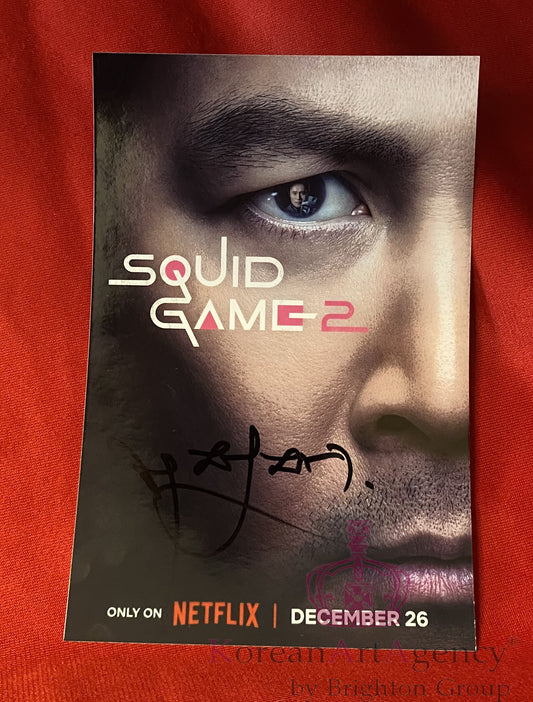 SQUID
GAME 2
ONLY ON NETFLIX | DECEMBER 26
Korean Art Agency®
by Brighton Group